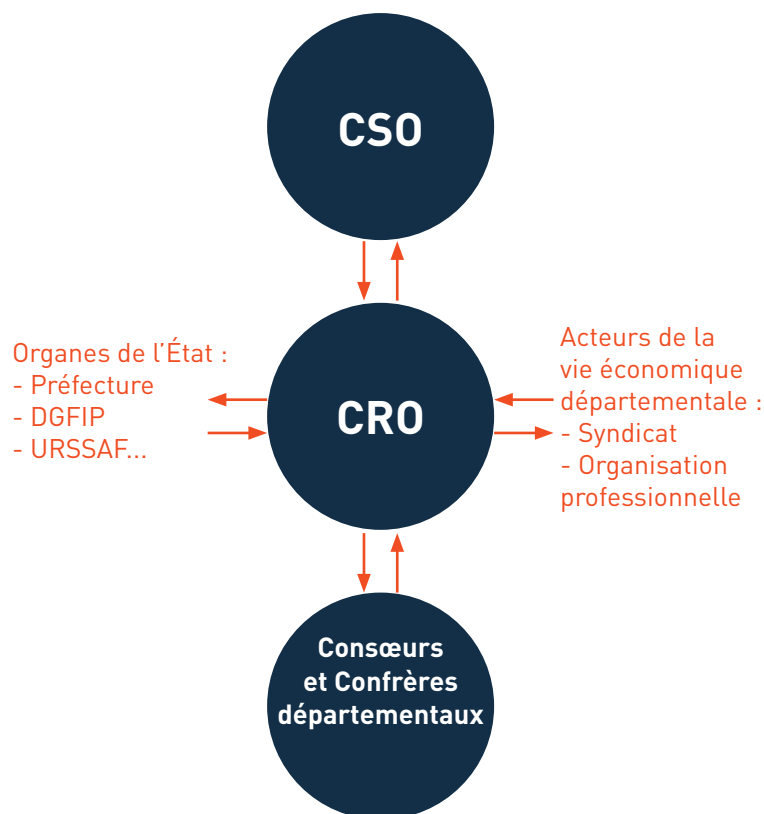 CSO
Organes de l'État :
- Préfecture
- DGFIP
- URSSAF...
CRO
Acteurs de la
vie économique
départementale :
- Syndicat
- Organisation
professionnelle
Consœurs
et Confrères
départementaux